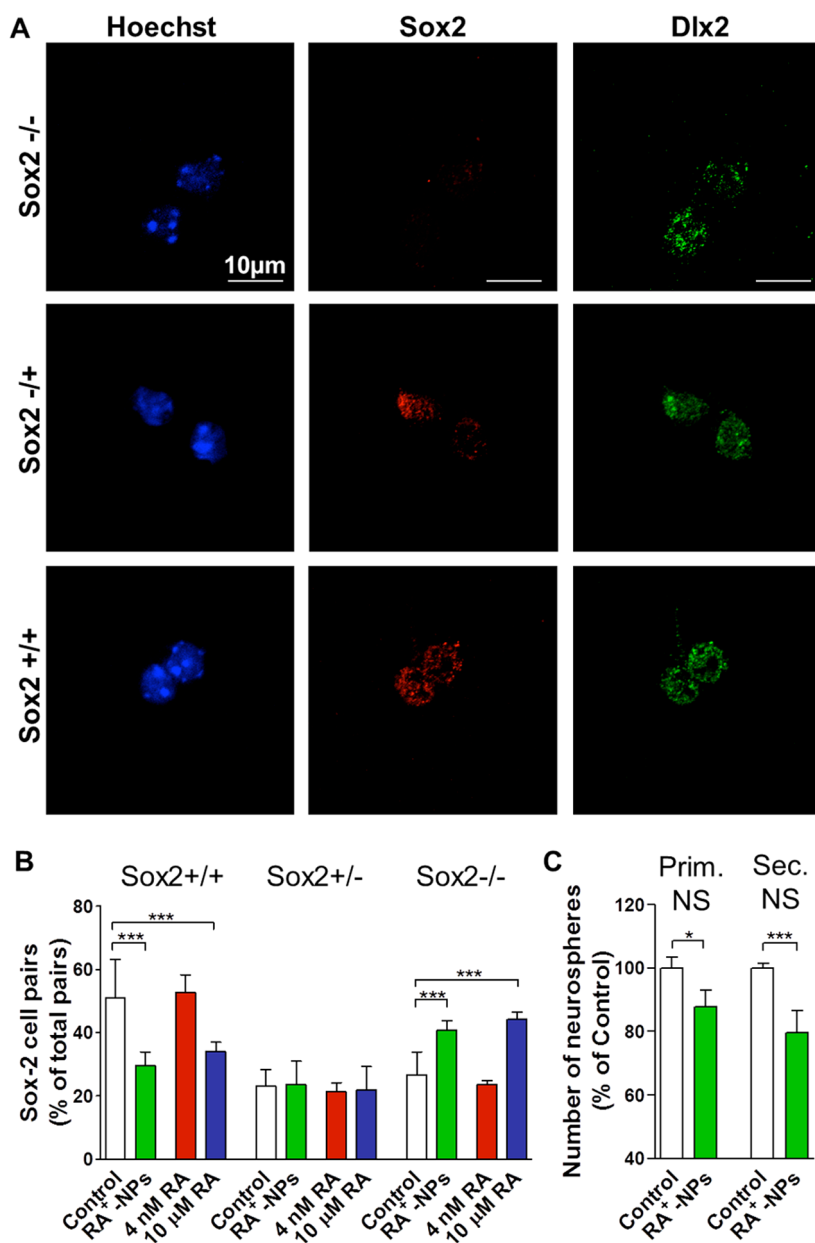 A
Hoechst
Sox2
Dlx2
Sox2 -/-
10µm
Sox2 -/+
Sox2 +/+
B
Sox2+/+
Sox2+/-
Sox2-/-
Sox-2 cell pairs
(% of total pairs)
80
60
40
20
0
***
***
***
***
Control
RA⁺-NPs
4 nM RA
10 µM RA
Control
RA⁺-NPs
4 nM RA
10 µM RA
Control
RA⁺-NPs
4 nM RA
10 µM RA
C
Prim.
NS
Sec.
NS
Number of neurospheres
(% of Control)
120
100
80
60
40
*
***
Control
RA⁺-NPs
Control
RA⁺-NPs